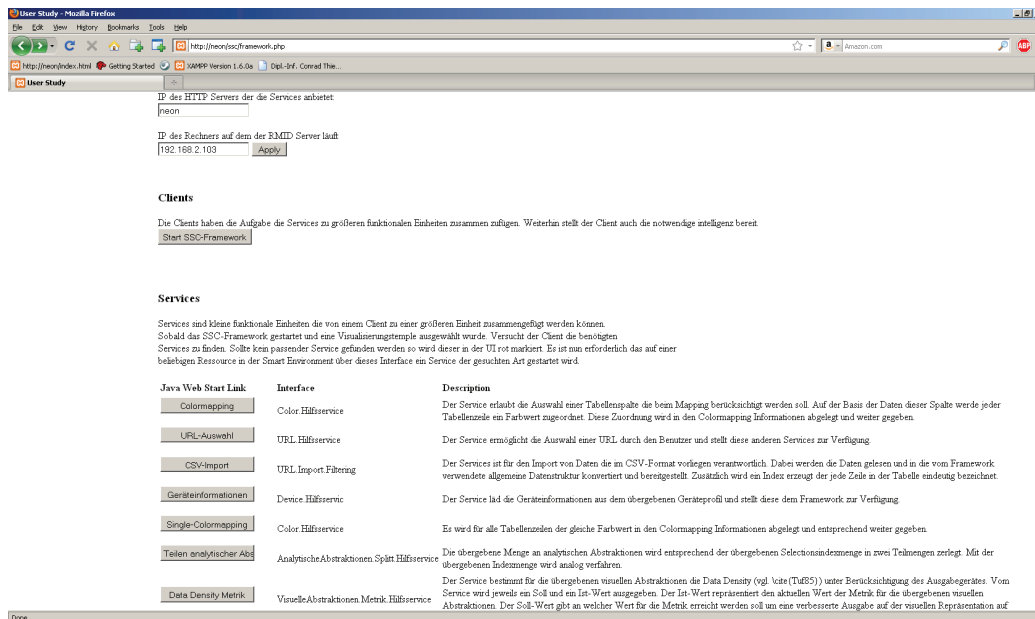 User Study - Mozilla Firefox
File Edit View History Bookmarks Tools Help
http://neon/ssc/framework.php
Amazon.com
ABP
http://neon/index.html Getting Started XAMPP Version 1.6.0a Dipl.-Inf. Conrad Thie...
User Study
IP des HTTP Servers der die Services anbietet:
neon
IP des Rechners auf dem der RMID Server läuft
192.168.2.103 Apply
Clients
Die Clients haben die Aufgabe die Services zu größeren funktionalen Einheiten zusammen zufügen. Weiterhin stellt der Client auch die notwendige intelligenz bereit.
Start SSC-Framework
Services
Services sind kleine funktionale Einheiten die von einem Client zu einer größeren Einheit zusammengefügt werden können.
Sobald das SSC-Framework gestartet und eine Visualisierungstemple ausgewählt wurde. Versucht der Client die benötigten
Services zu finden. Sollte kein passender Service gefunden werden so wird dieser in der UI rot markiert. Es ist nun erforderlich das auf einer
beliebigen Ressource in der Smart Environment über dieses Interface ein Service der gesuchten Art gestartet wird.
Java Web Start Link Interface Description
Colormapping Color.Hilfsservice Der Service erlaubt die Auswahl einer Tabellenspalte die beim Mapping berücksichtigt werden soll. Auf der Basis der Daten dieser Spalte werde jeder
Tabellenzeile ein Farbwert zugeordnet. Diese Zuordnung wird in den Colormapping Informationen abgelegt und weiter gegeben.
URL-Auswahl URL.Hilfsservice Der Service ermöglicht die Auswahl einer URL durch den Benutzer und stellt diese anderen Services zur Verfügung.
CSV-Import URL.Import.Filtering Der Services ist für den Import von Daten die im CSV-Format vorliegen verantwortlich. Dabei werden die Daten gelesen und in die vom Framework
verwendete allgemeine Datenstruktur konvertiert und bereitgestellt. Zusätzlich wird ein Index erzeugt der jede Zeile in der Tabelle eindeutig bezeichnet.
Geräteinformationen Device.Hilfsservic Der Service läd die Geräteinformationen aus dem übergebenen Geräteprofil und stellt diese dem Framework zur Verfügung.
Single-Colormapping Color.Hilfsservice Es wird für alle Tabellenzeilen der gleiche Farbwert in den Colormapping Informationen abgelegt und entsprechend weiter gegeben.
Teilen analytischer Abs AnalytischeAbstraktionen.Splitt.Hilfsservice Die übergebene Menge an analytischen Abstraktionen wird entsprechend der übergebenen Selectionsindexmenge in zwei Teilmengen zerlegt. Mit der
übergebenen Indexmenge wird analog verfahren.
Data Density Metrik VisuelleAbstraktionen.Metrik.Hilfsservice Der Service bestimmt für die übergebenen visuellen Abstraktionen die Data Density (vgl. \cite{Tuf85}) unter Berücksichtigung des Ausgabegerätes. Vom
Service wird jeweils ein Soll und ein Ist-Wert ausgegeben. Der Ist-Wert repräsentiert den aktuellen Wert der Metrik für die übergebenen visuellen
Abstraktionen. Der Soll-Wert gibt an welcher Wert für die Metrik erreicht werden soll um eine verbesserte Ausgabe auf der visuellen Repräsentation auf
Done